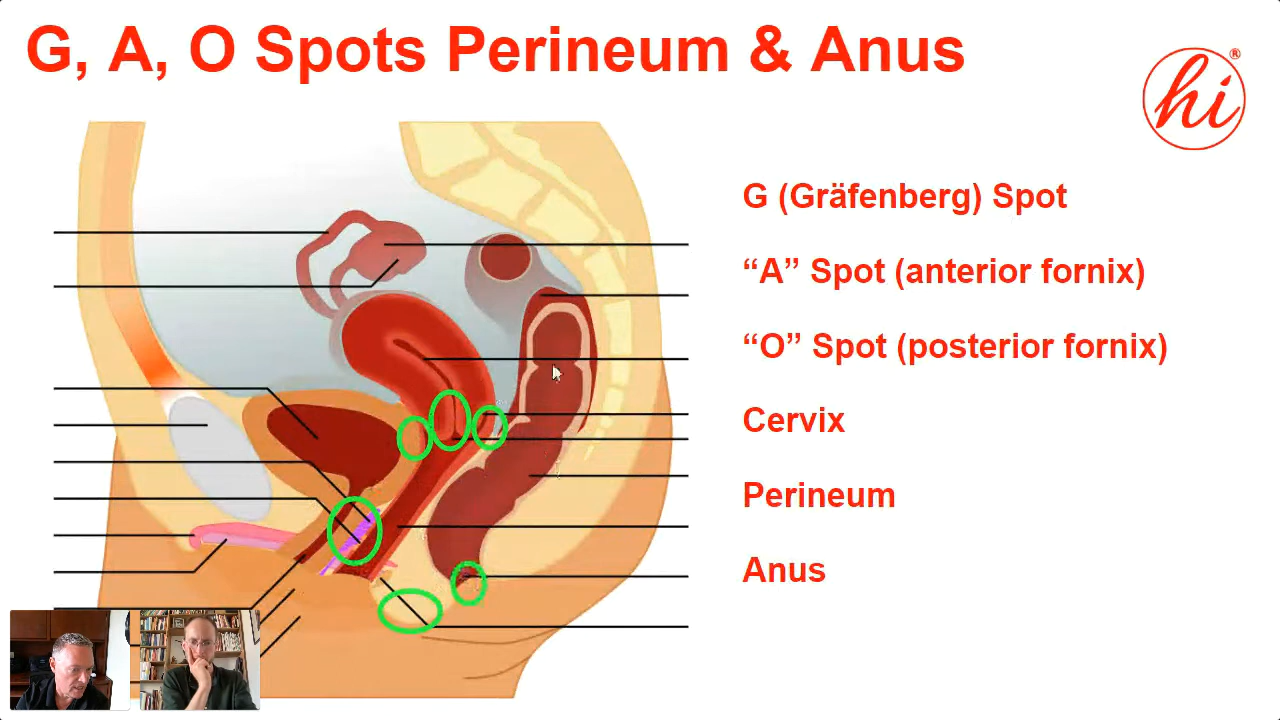 G, A, O Spots Perineum & Anus
hi®
G (Gräfenberg) Spot
“A” Spot (anterior fornix)
“O” Spot (posterior fornix)
Cervix
Perineum
Anus